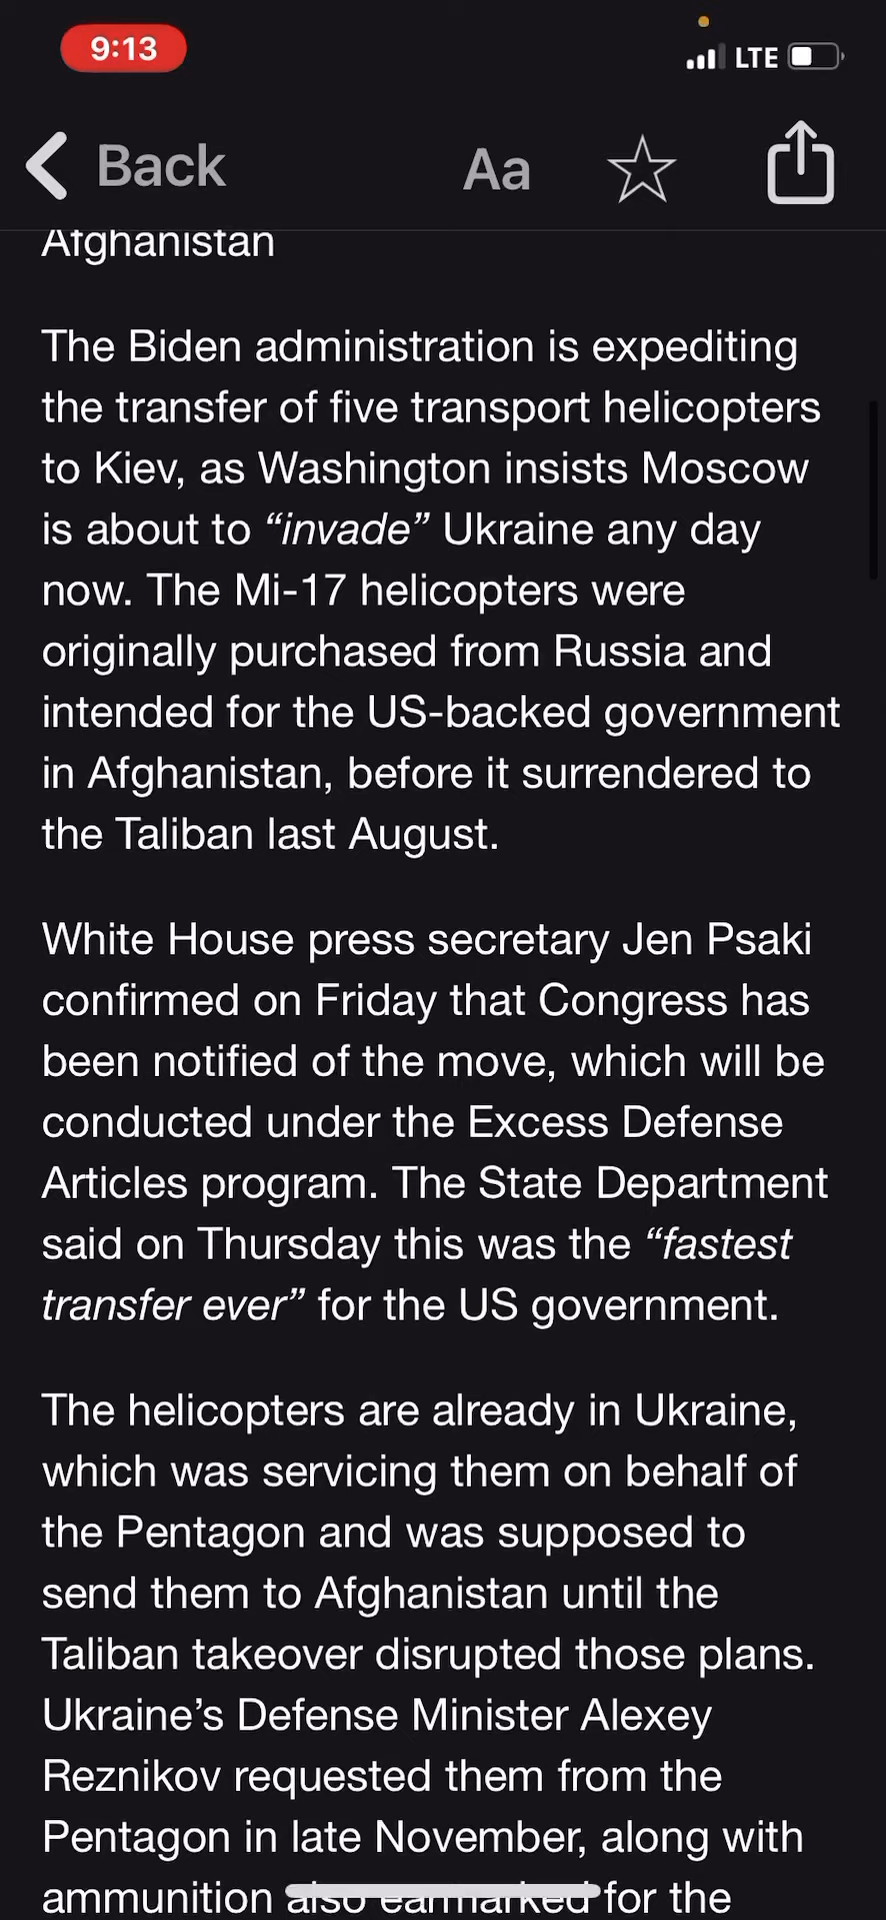 9:13
LTE
Back
Aa
Afghanistan
The Biden administration is expediting
the transfer of five transport helicopters
to Kiev, as Washington insists Moscow
is about to “invade” Ukraine any day
now. The Mi-17 helicopters were
originally purchased from Russia and
intended for the US-backed government
in Afghanistan, before it surrendered to
the Taliban last August.
White House press secretary Jen Psaki
confirmed on Friday that Congress has
been notified of the move, which will be
conducted under the Excess Defense
Articles program. The State Department
said on Thursday this was the “fastest
transfer ever” for the US government.
The helicopters are already in Ukraine,
which was servicing them on behalf of
the Pentagon and was supposed to
send them to Afghanistan until the
Taliban takeover disrupted those plans.
Ukraine’s Defense Minister Alexey
Reznikov requested them from the
Pentagon in late November, along with
ammunition also earmarked for the